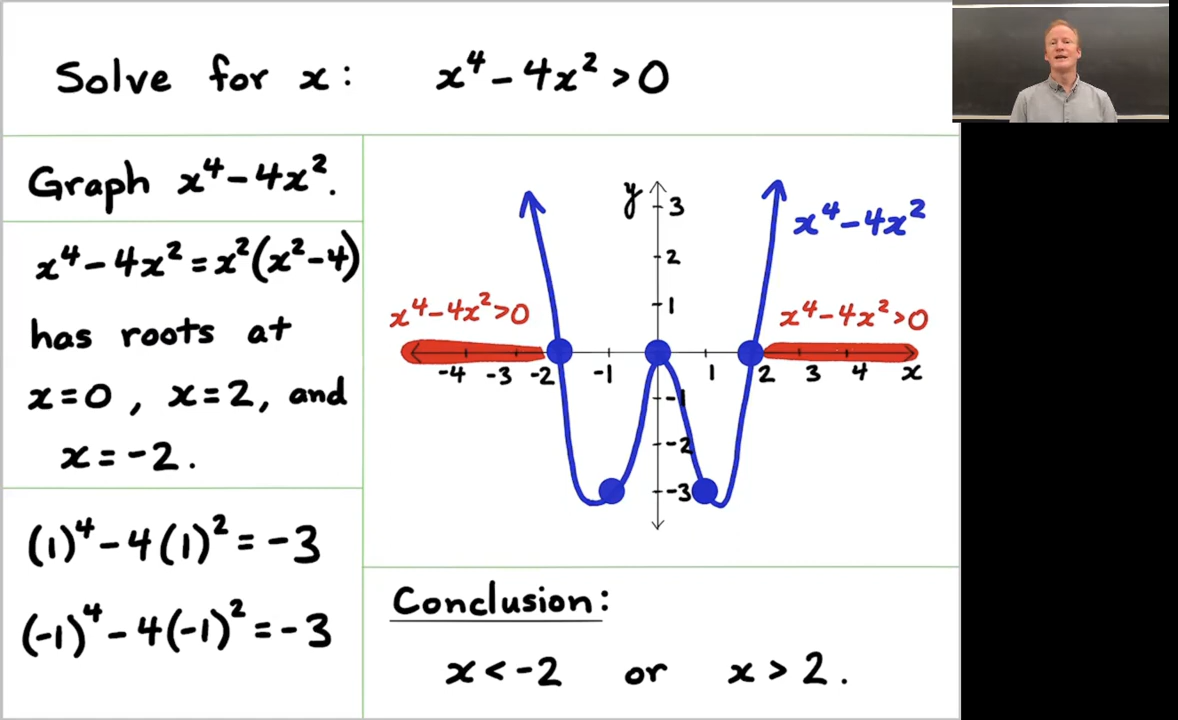 Solve for x: x⁴-4x²>0
Graph x⁴-4x².
x⁴-4x²=x²(x²-4)
has roots at
x=0, x=2, and
x=-2.
(1)⁴-4(1)²=-3
(-1)⁴-4(-1)²=-3
y
3
x⁴-4x²
2
1
x⁴-4x²>0
x⁴-4x²>0
-4 -3 -2 -1 1 2 3 4 x
-1
-2
-3
Conclusion:
x<-2 or x>2.